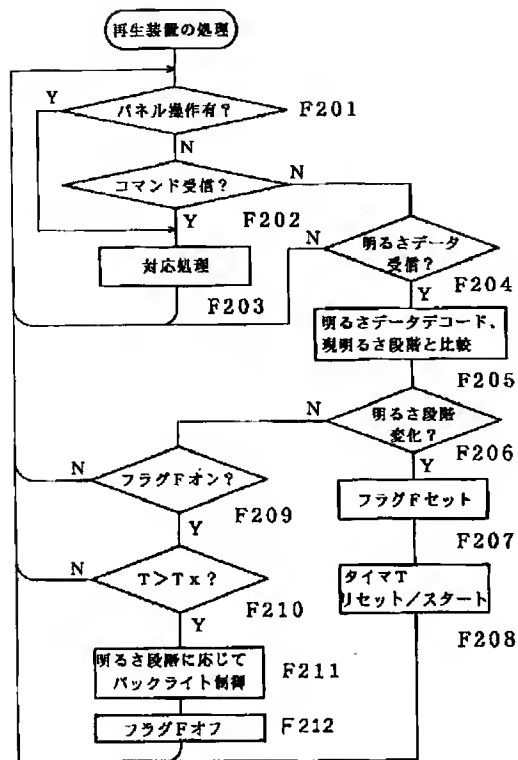 再生装置の処理
Y
パネル操作有?
F201
N
コマンド受信?
N
Y
F202
対応処理
F203
N
明るさデータ
受信?
F204
Y
明るさデータデコード、
現明るさ段階と比較
F205
N
明るさ段階
変化?
F206
Y
フラグFセット
F207
タイマT
リセット/スタート
F208
N
フラグFオン?
F209
Y
N
T>Tx?
F210
Y
明るさ段階に応じて
バックライト制御
F211
フラグFオフ
F212